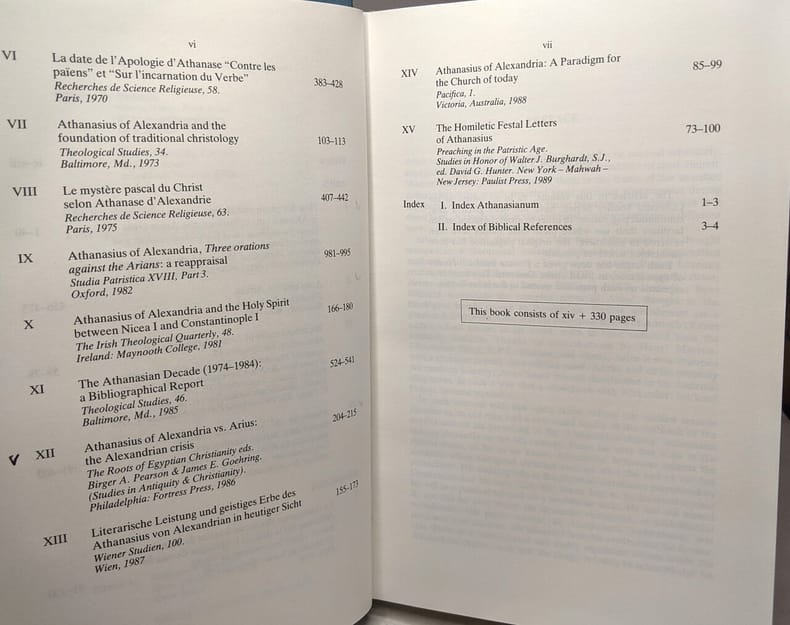 vi
VI La date de l'Apologie d'Athanase "Contre les
païens" et "Sur l'incarnation du Verbe" 383–428
Recherches de Science Religieuse, 58.
Paris, 1970
VII Athanasius of Alexandria and the
foundation of traditional christology 103–113
Theological Studies, 34.
Baltimore, Md., 1973
VIII Le mystère pascal du Christ
selon Athanase d'Alexandrie 407–442
Recherches de Science Religieuse, 63.
Paris, 1975
IX Athanasius of Alexandria, Three orations
against the Arians: a reappraisal 981–995
Studia Patristica XVIII, Part 3.
Oxford, 1982
X Athanasius of Alexandria and the Holy Spirit
between Nicea I and Constantinople I 166–180
The Irish Theological Quarterly, 48.
Ireland: Maynooth College, 1981
XI The Athanasian Decade (1974–1984):
a Bibliographical Report 524–541
Theological Studies, 46.
Baltimore, Md., 1985
XII Athanasius of Alexandria vs. Arius:
the Alexandrian crisis 204–215
The Roots of Egyptian Christianity eds.
Birger A. Pearson & James E. Goehring.
(Studies in Antiquity & Christianity).
Philadelphia: Fortress Press, 1986
XIII Literarische Leistung und geistiges Erbe des
Athanasius von Alexandrian in heutiger Sicht 155–173
Wiener Studien, 100.
Wien, 1987
vii
XIV Athanasius of Alexandria: A Paradigm for
the Church of today 85–99
Pacifica, 1.
Victoria, Australia, 1988
XV The Homiletic Festal Letters
of Athanasius 73–100
Preaching in the Patristic Age.
Studies in Honor of Walter J. Burghardt, S.J.,
ed. David G. Hunter. New York – Mahwah –
New Jersey: Paulist Press, 1989
Index I. Index Athanasianum 1–3
II. Index of Biblical References 3–4
This book consists of xiv + 330 pages